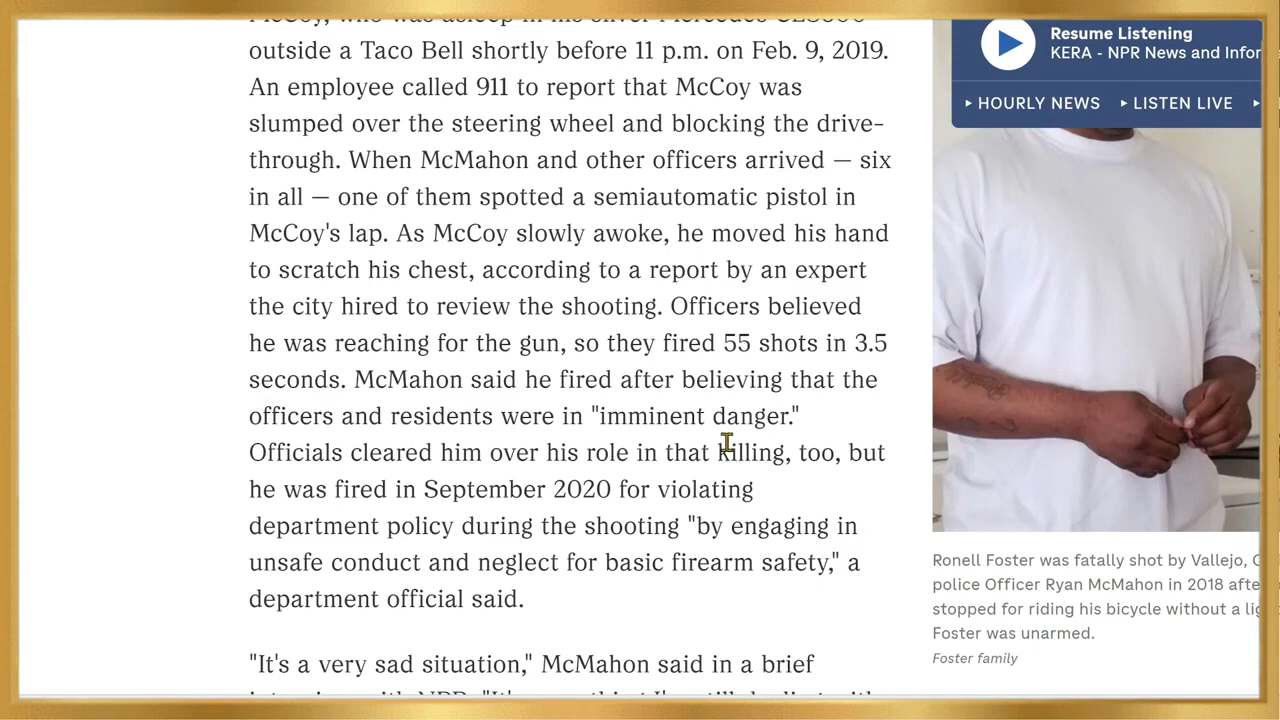 outside a Taco Bell shortly before 11 p.m. on Feb. 9, 2019.
An employee called 911 to report that McCoy was
slumped over the steering wheel and blocking the drive-
through. When McMahon and other officers arrived — six
in all — one of them spotted a semiautomatic pistol in
McCoy's lap. As McCoy slowly awoke, he moved his hand
to scratch his chest, according to a report by an expert
the city hired to review the shooting. Officers believed
he was reaching for the gun, so they fired 55 shots in 3.5
seconds. McMahon said he fired after believing that the
officers and residents were in "imminent danger."
Officials cleared him over his role in that killing, too, but
he was fired in September 2020 for violating
department policy during the shooting "by engaging in
unsafe conduct and neglect for basic firearm safety," a
department official said.
"It's a very sad situation," McMahon said in a brief
Resume Listening
KERA - NPR News and Infor
HOURLY NEWS LISTEN LIVE
Ronell Foster was fatally shot by Vallejo, C
police Officer Ryan McMahon in 2018 afte
stopped for riding his bicycle without a lig
Foster was unarmed.
Foster family